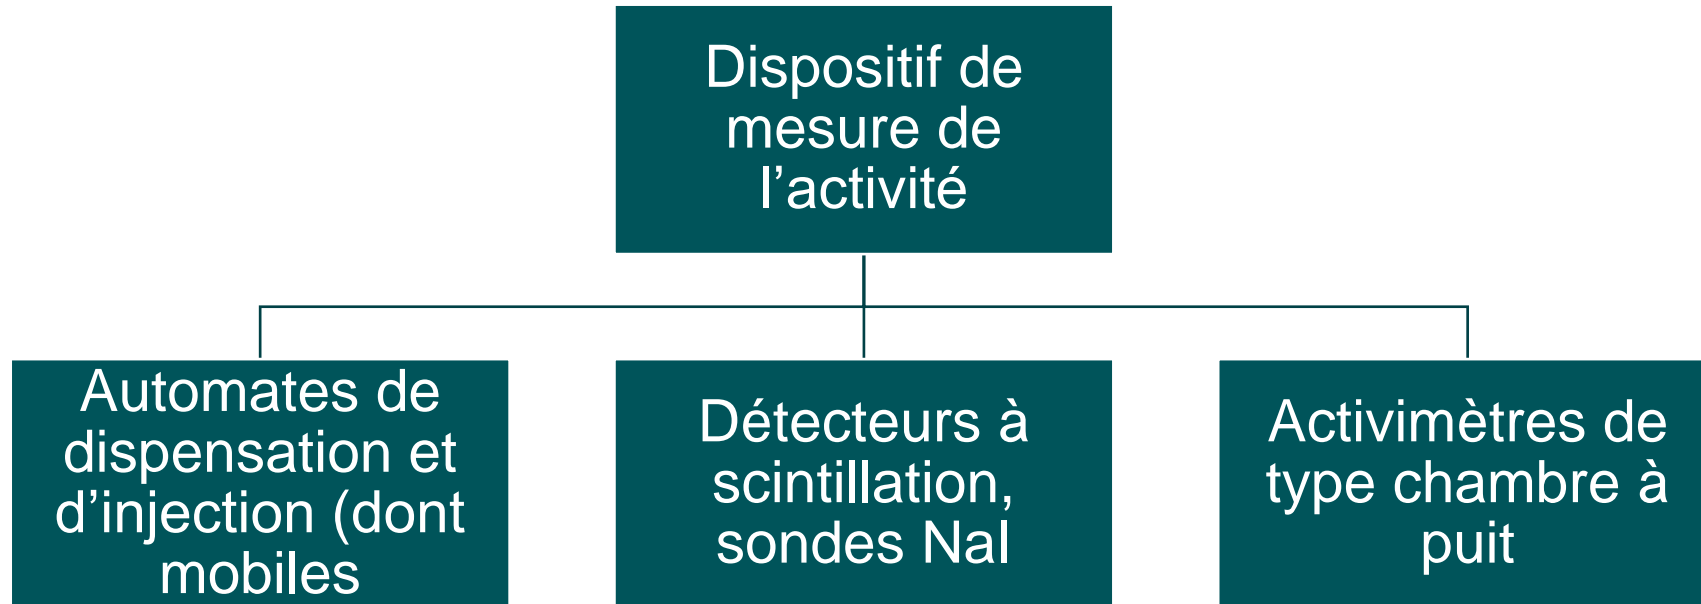 Dispositif de
mesure de
l’activité
Automates de
dispensation et
d’injection (dont
mobiles
Détecteurs à
scintillation,
sondes NaI
Activimètres de
type chambre à
puit